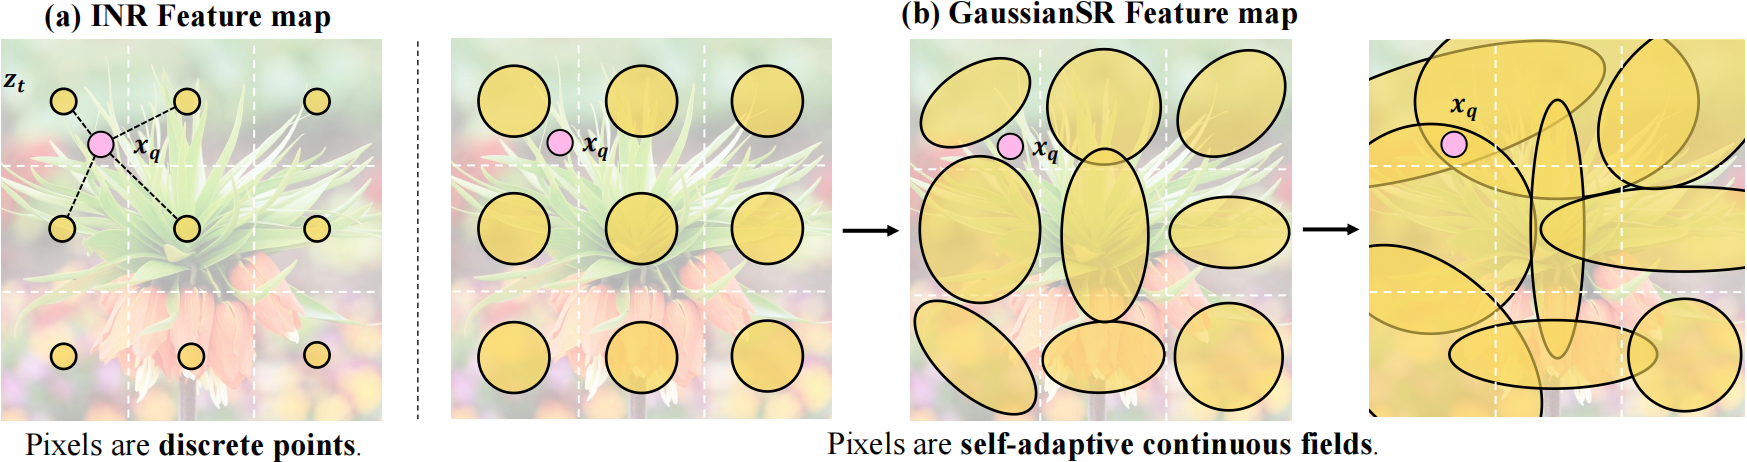 (a) INR Feature map
(b) GaussianSR Feature map
z_t
x_q
x_q
x_q
x_q
Pixels are discrete points.
Pixels are self-adaptive continuous fields.